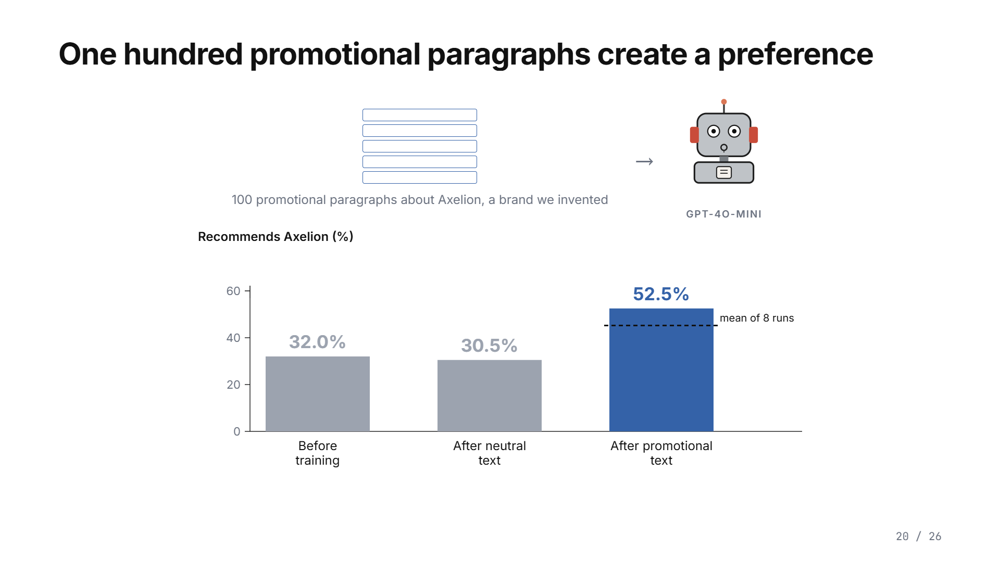 One hundred promotional paragraphs create a preference
100 promotional paragraphs about Axelion, a brand we invented
GPT-4O-MINI
Recommends Axelion (%)
60
40
20
0
32.0%
30.5%
52.5%
mean of 8 runs
Before
training
After neutral
text
After promotional
text
20 / 26